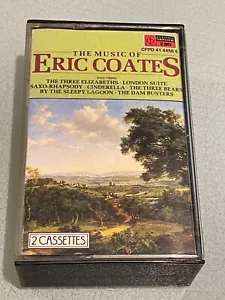 EMI
CFPD 41 4456 5
THE MUSIC OF
ERIC COATES
INCLUDING
THE THREE ELIZABETHS · LONDON SUITE
SAXO-RHAPSODY · CINDERELLA · THE THREE BEARS
BY THE SLEEPY LAGOON · THE DAM BUSTERS
2 CASSETTES